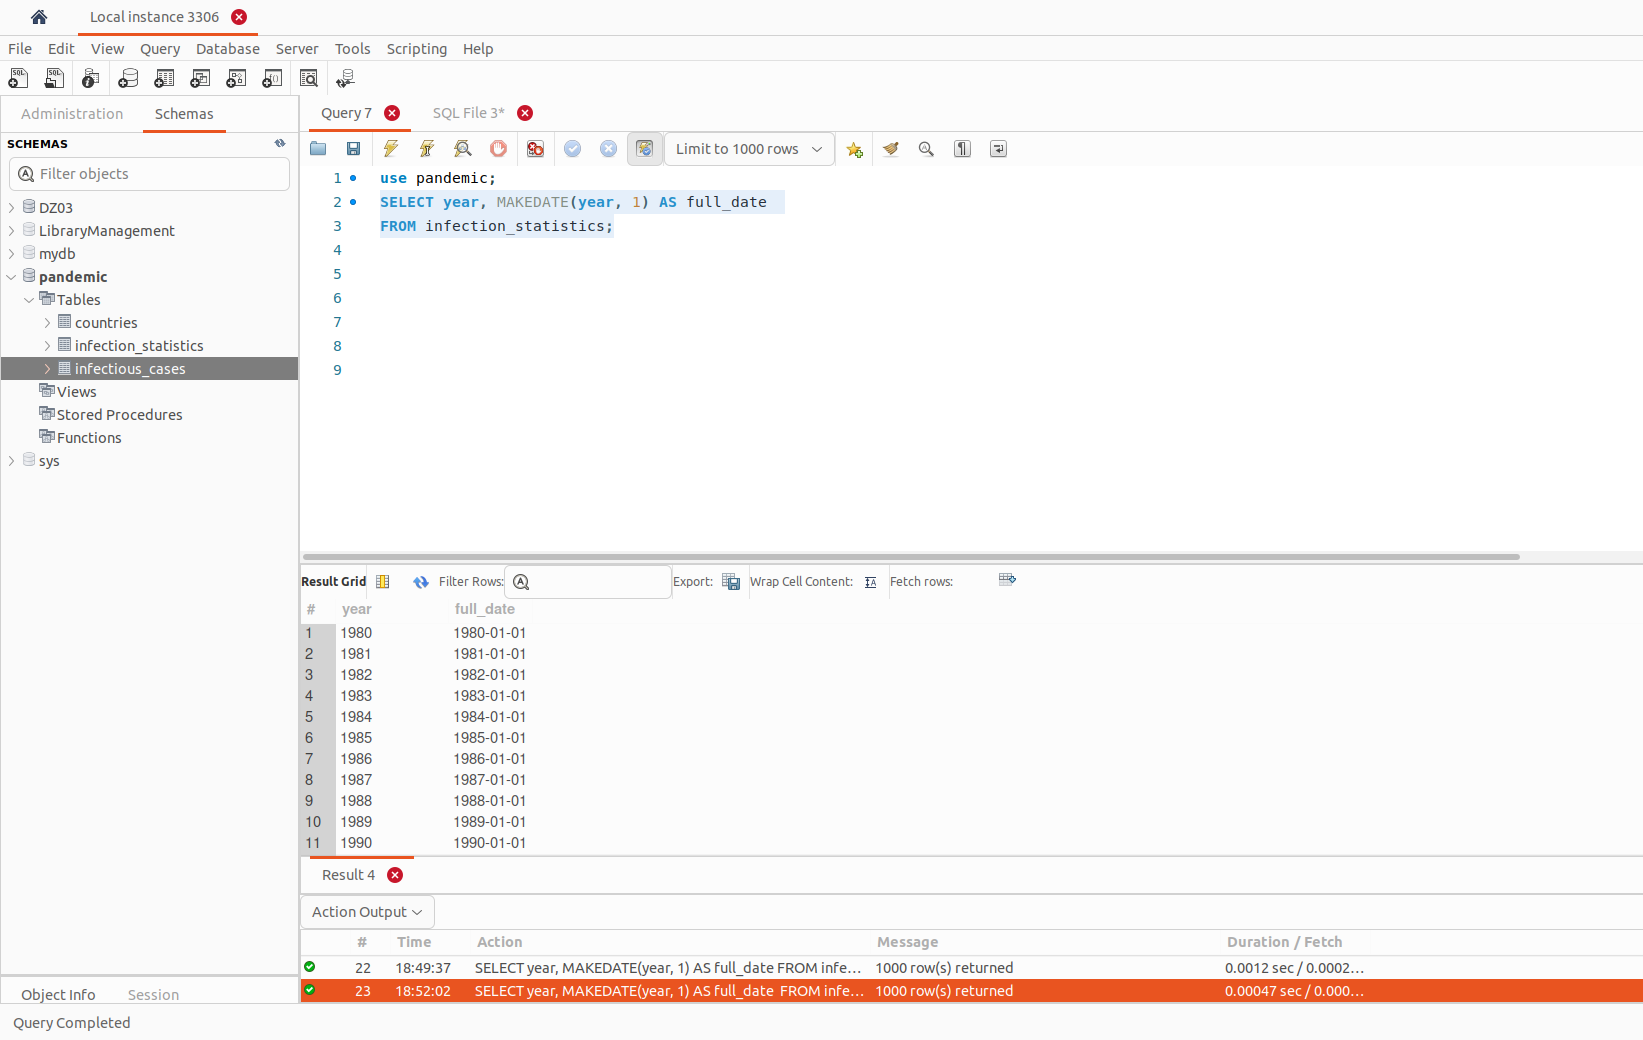 Local instance 3306
File Edit View Query Database Server Tools Scripting Help
Administration Schemas
SCHEMAS
Filter objects
DZ03
LibraryManagement
mydb
pandemic
Tables
countries
infection_statistics
infectious_cases
Views
Stored Procedures
Functions
sys
Object Info Session
Query 7 SQL File 3*
Limit to 1000 rows
1 use pandemic;
2 SELECT year, MAKEDATE(year, 1) AS full_date
3 FROM infection_statistics;
4
5
6
7
8
9
Result Grid Filter Rows: Export: Wrap Cell Content: Fetch rows:
# year full_date
1 1980 1980-01-01
2 1981 1981-01-01
3 1982 1982-01-01
4 1983 1983-01-01
5 1984 1984-01-01
6 1985 1985-01-01
7 1986 1986-01-01
8 1987 1987-01-01
9 1988 1988-01-01
10 1989 1989-01-01
11 1990 1990-01-01
Result 4
Action Output
# Time Action Message Duration / Fetch
22 18:49:37 SELECT year, MAKEDATE(year, 1) AS full_date FROM infe... 1000 row(s) returned 0.0012 sec / 0.0002...
23 18:52:02 SELECT year, MAKEDATE(year, 1) AS full_date FROM infe... 1000 row(s) returned 0.00047 sec / 0.000...
Query Completed